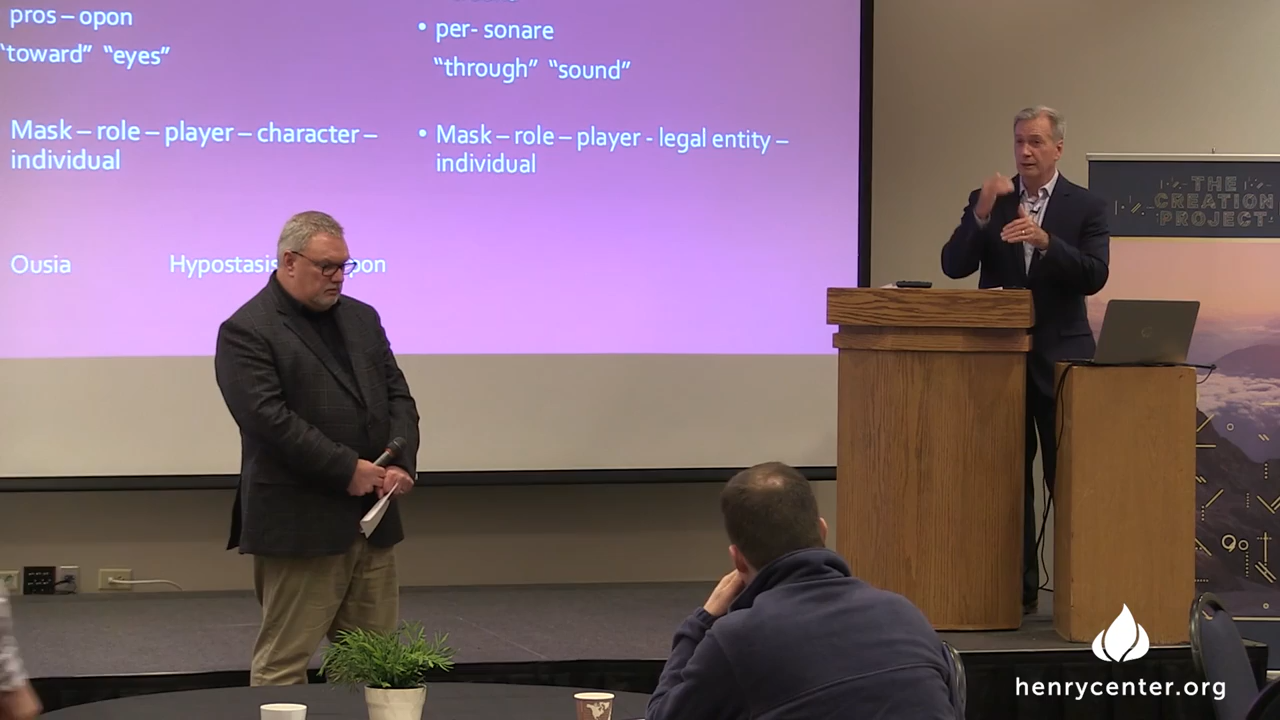 pros – opon
"toward" "eyes"
Mask – role – player – character –
individual
Ousia Hypostasis
• per- sonare
"through" "sound"
• Mask – role – player - legal entity –
individual
THE
CREATION
PROJECT
henrycenter.org